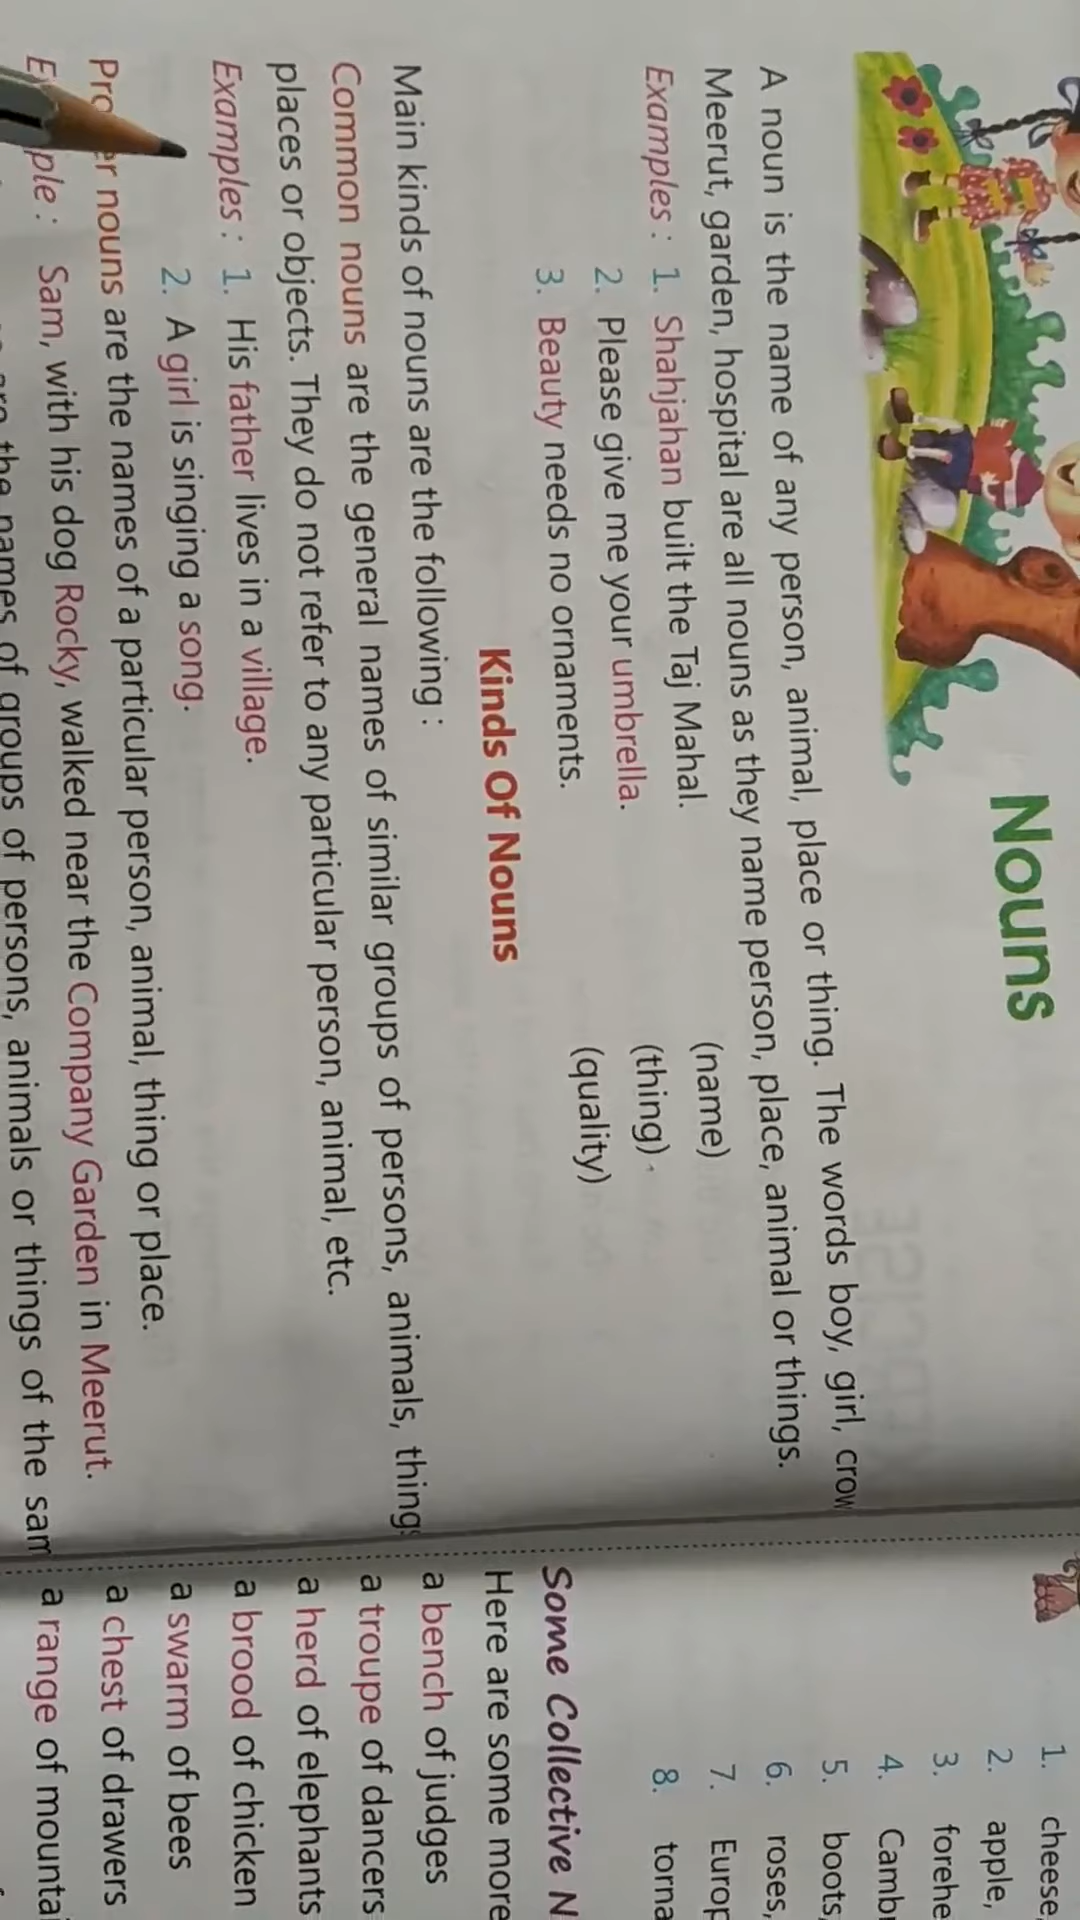 Nouns
A noun is the name of any person, animal, place or thing. The words boy, girl, crow
Meerut, garden, hospital are all nouns as they name person, place, animal or things.
Examples : 1. Shahjahan built the Taj Mahal. (name)
2. Please give me your umbrella. (thing)
3. Beauty needs no ornaments. (quality)
Kinds Of Nouns
Main kinds of nouns are the following :
Common nouns are the general names of similar groups of persons, animals, things
places or objects. They do not refer to any particular person, animal, etc.
Examples : 1. His father lives in a village.
2. A girl is singing a song.
nouns are the names of a particular person, animal, thing or place.
Sam, with his dog Rocky, walked near the Company Garden in Meerut.
the names of groups of persons, animals or things of the sam
1. cheese,
2. apple,
3. forehe
4. Cambr
5. boots,
6. roses,
7. Europ
8. torna
Some Collective N
Here are some more
a bench of judges
a troupe of dancers
a herd of elephants
a brood of chicken
a swarm of bees
a chest of drawers
a range of mountai